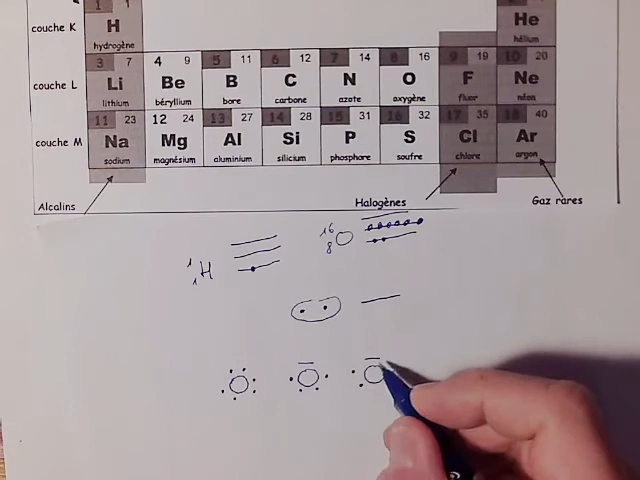 1 1
He
couche K H
hydrogène hélium
3 7 4 9 5 11 6 12 7 14 8 16 9 19 10 20
couche L Li Be B C N O F Ne
lithium béryllium bore carbone azote oxygène fluor néon
11 23 12 24 13 27 14 28 15 31 16 32 17 35 18 40
couche M Na Mg Al Si P S Cl Ar
sodium magnésium aluminium silicium phosphore soufre chlore argon
Alcalins Halogènes Gaz rares
1 1 H 16 8 O
O O O